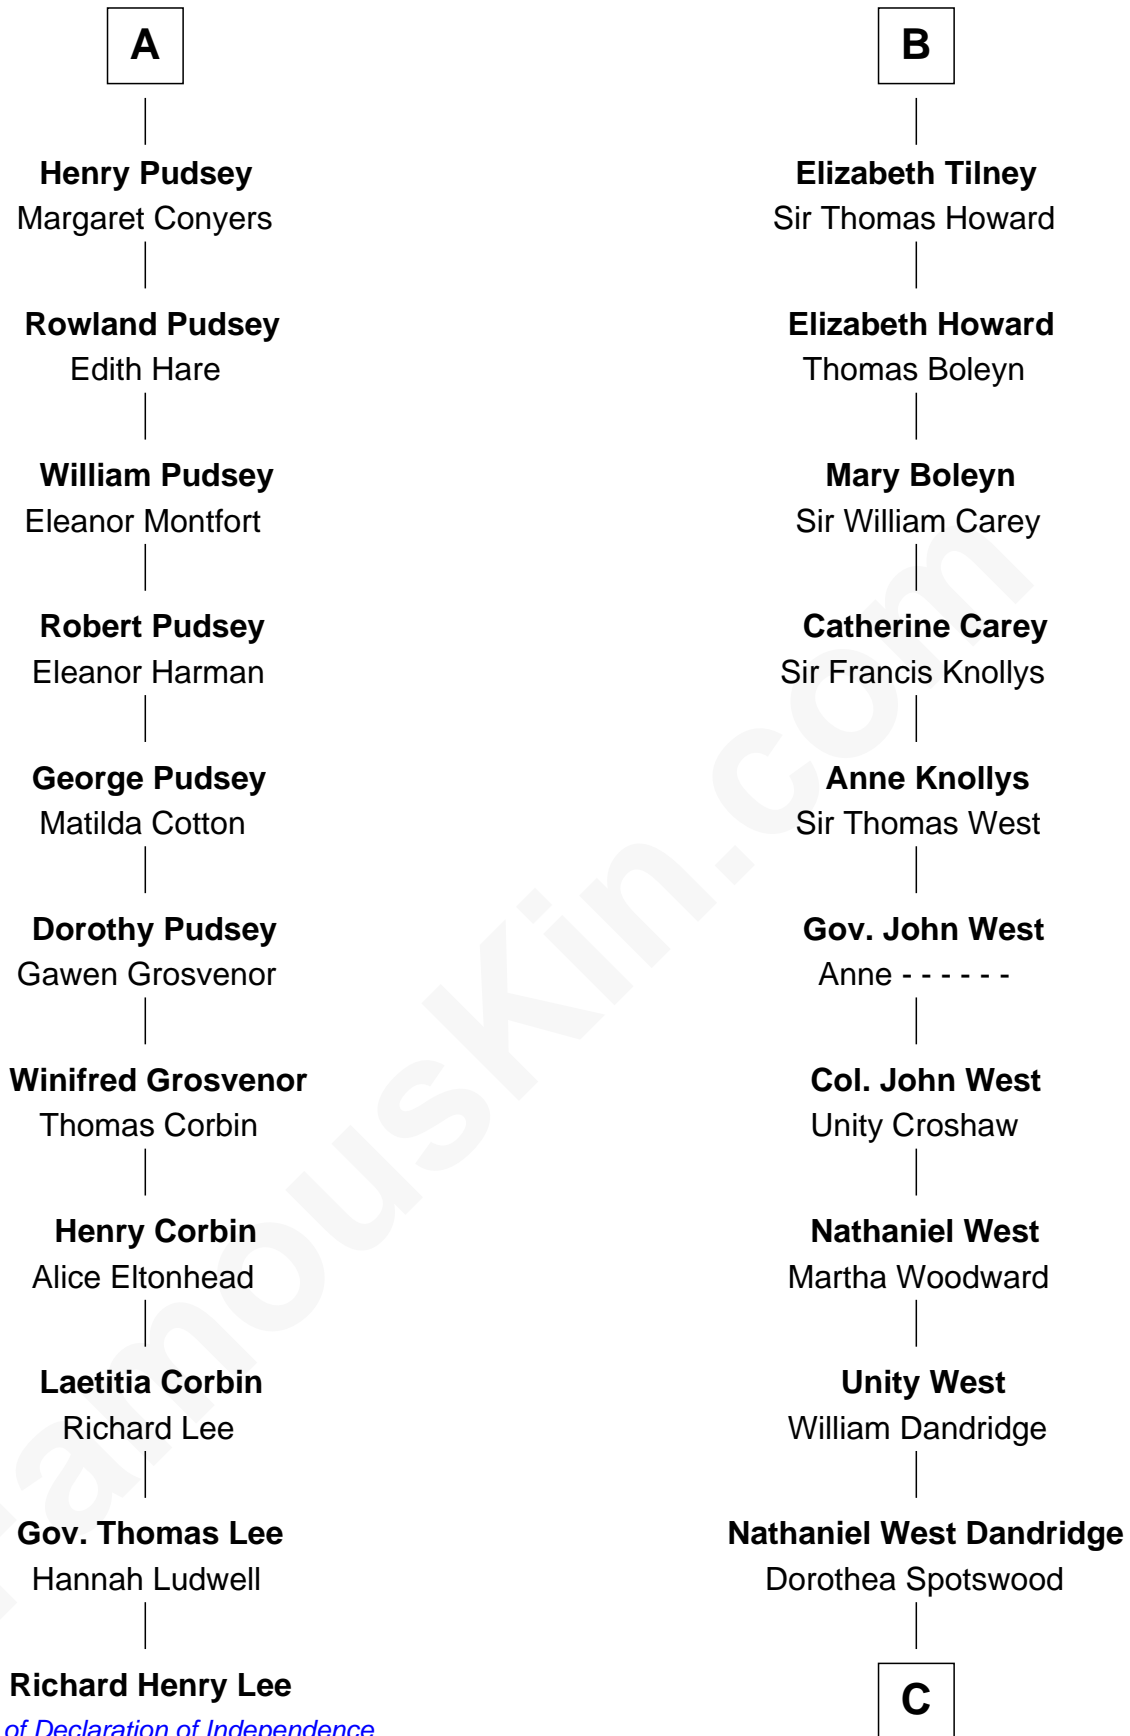 A
Henry Pudsey
Margaret Conyers
Rowland Pudsey
Edith Hare
William Pudsey
Eleanor Montfort
Robert Pudsey
Eleanor Harman
George Pudsey
Matilda Cotton
Dorothy Pudsey
Gawen Grosvenor
Winifred Grosvenor
Thomas Corbin
Henry Corbin
Alice Eltonhead
Laetitia Corbin
Richard Lee
Gov. Thomas Lee
Hannah Ludwell
Richard Henry Lee
of Declaration of Independence
B
Elizabeth Tilney
Sir Thomas Howard
Elizabeth Howard
Thomas Boleyn
Mary Boleyn
Sir William Carey
Catherine Carey
Sir Francis Knollys
Anne Knollys
Sir Thomas West
Gov. John West
Anne - - - - - -
Col. John West
Unity Croshaw
Nathaniel West
Martha Woodward
Unity West
William Dandridge
Nathaniel West Dandridge
Dorothea Spotswood
C
FamousKin.com